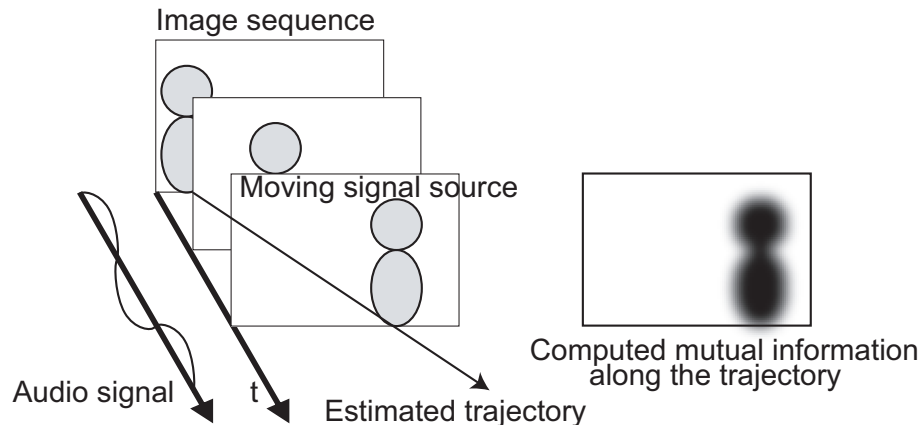 Image sequence
Moving signal source
Computed mutual information
along the trajectory
Audio signal
t
Estimated trajectory